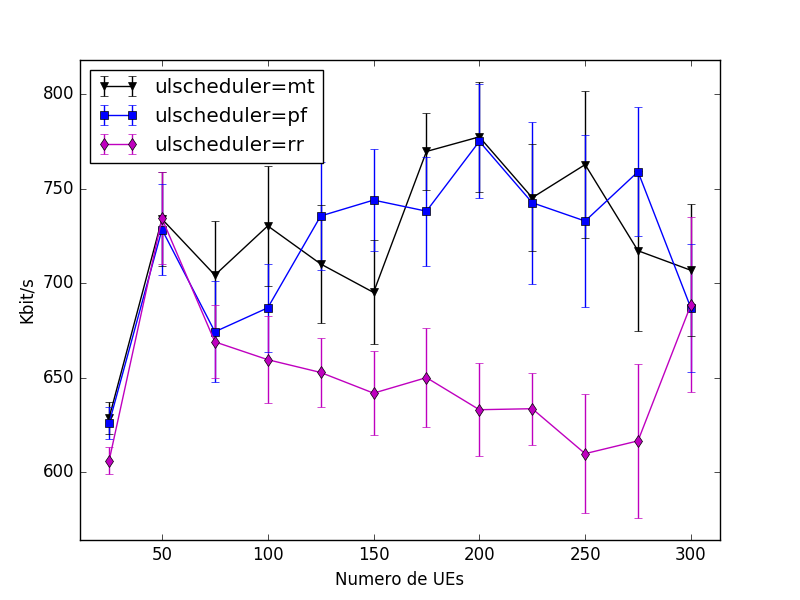 ulscheduler=mt
ulscheduler=pf
ulscheduler=rr
800
750
700
650
600
Kbit/s
50 100 150 200 250 300
Numero de UEs